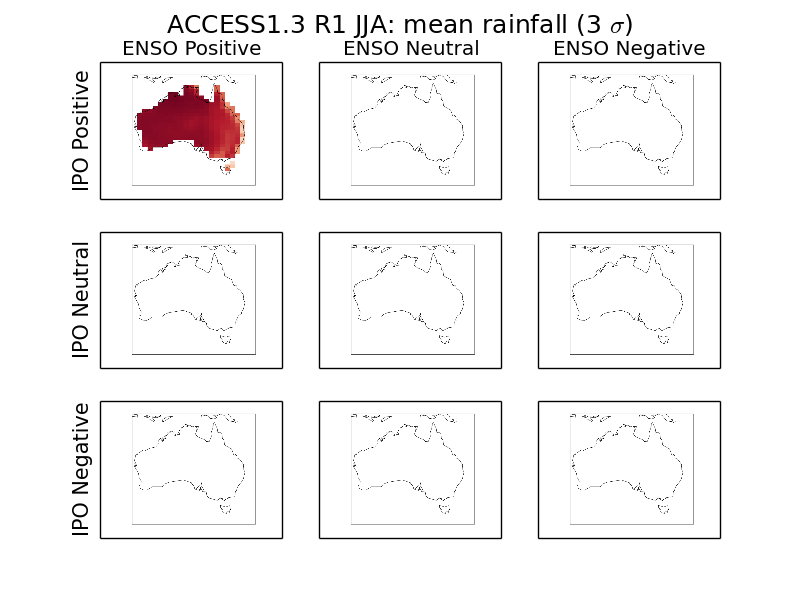 ACCESS1.3 R1 JJA: mean rainfall (3 σ)
ENSO Positive
ENSO Neutral
ENSO Negative
IPO Positive
IPO Neutral
IPO Negative